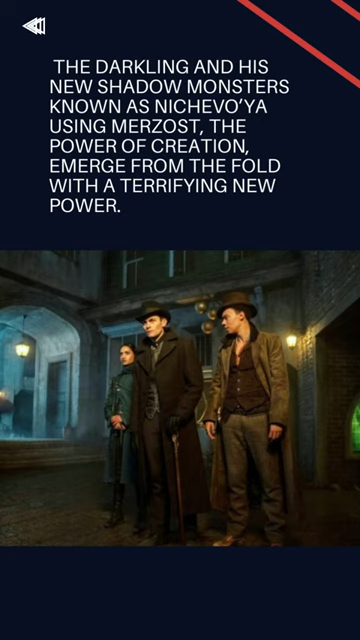 THE DARKLING AND HIS
NEW SHADOW MONSTERS
KNOWN AS NICHEVO'YA
USING MERZOST, THE
POWER OF CREATION,
EMERGE FROM THE FOLD
WITH A TERRIFYING NEW
POWER.